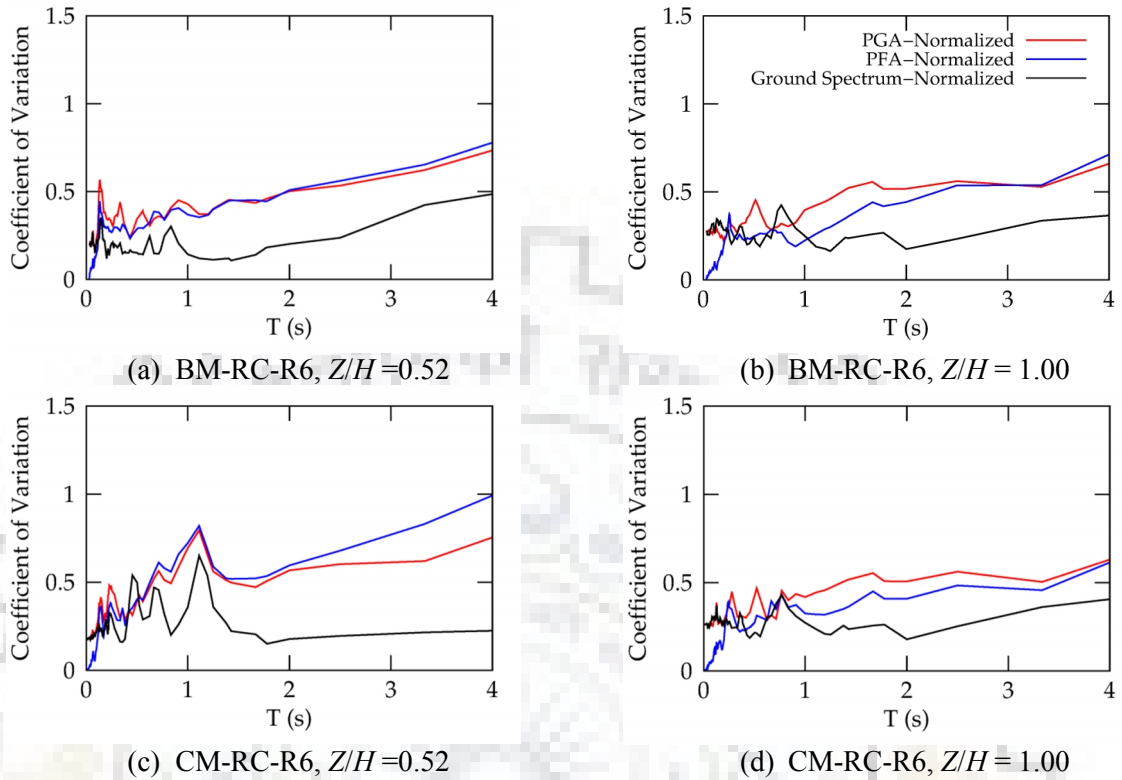 1.5
1
0.5
0
Coefficient of Variation
0 1 2 3 4
T (s)
(a) BM-RC-R6, Z/H =0.52
1.5
1
0.5
0
Coefficient of Variation
PGA−Normalized
PFA−Normalized
Ground Spectrum−Normalized
0 1 2 3 4
T (s)
(b) BM-RC-R6, Z/H = 1.00
1.5
1
0.5
0
Coefficient of Variation
0 1 2 3 4
T (s)
(c) CM-RC-R6, Z/H =0.52
1.5
1
0.5
0
Coefficient of Variation
0 1 2 3 4
T (s)
(d) CM-RC-R6, Z/H = 1.00